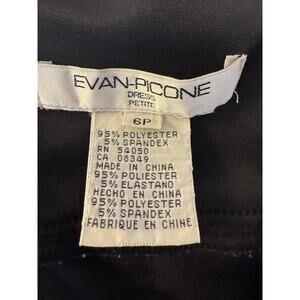 EVAN-PICONE
DRESS
PETITE
6P
95% POLYESTER
5% SPANDEX
RN 54050
CA 08349
MADE IN CHINA
95% POLIESTER
5% ELASTANO
HECHO EN CHINA
95% POLYESTER
5% SPANDEX
FABRIQUE EN CHINE